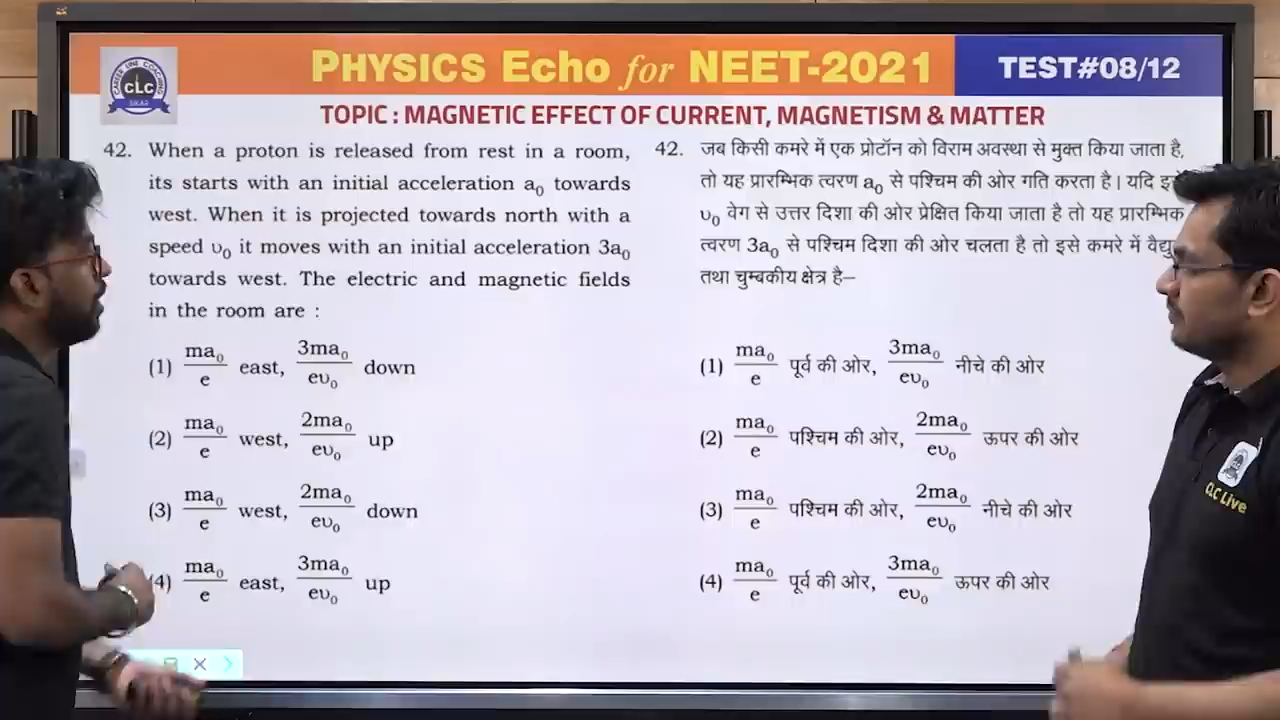 PHYSICS Echo for NEET-2021
TEST#08/12
CLC
SIKAR
TOPIC : MAGNETIC EFFECT OF CURRENT, MAGNETISM & MATTER
42. When a proton is released from rest in a room,
its starts with an initial acceleration a₀ towards
west. When it is projected towards north with a
speed υ₀ it moves with an initial acceleration 3a₀
towards west. The electric and magnetic fields
in the room are :
(1) ma₀/e east, 3ma₀/eυ₀ down
(2) ma₀/e west, 2ma₀/eυ₀ up
(3) ma₀/e west, 2ma₀/eυ₀ down
(4) ma₀/e east, 3ma₀/eυ₀ up
42. जब किसी कमरे में एक प्रोटॉन को विराम अवस्था से मुक्त किया जाता है,
तो यह प्रारम्भिक त्वरण a₀ से पश्चिम की ओर गति करता है। यदि
υ₀ वेग से उत्तर दिशा की ओर प्रेक्षित किया जाता है तो यह प्रारम्भिक
त्वरण 3a₀ से पश्चिम दिशा की ओर चलता है तो इसे कमरे में
तथा चुम्बकीय क्षेत्र है–
(1) ma₀/e पूर्व की ओर, 3ma₀/eυ₀ नीचे की ओर
(2) ma₀/e पश्चिम की ओर, 2ma₀/eυ₀ ऊपर की ओर
(3) ma₀/e पश्चिम की ओर, 2ma₀/eυ₀ नीचे की ओर
(4) ma₀/e पूर्व की ओर, 3ma₀/eυ₀ ऊपर की ओर
CLC Live